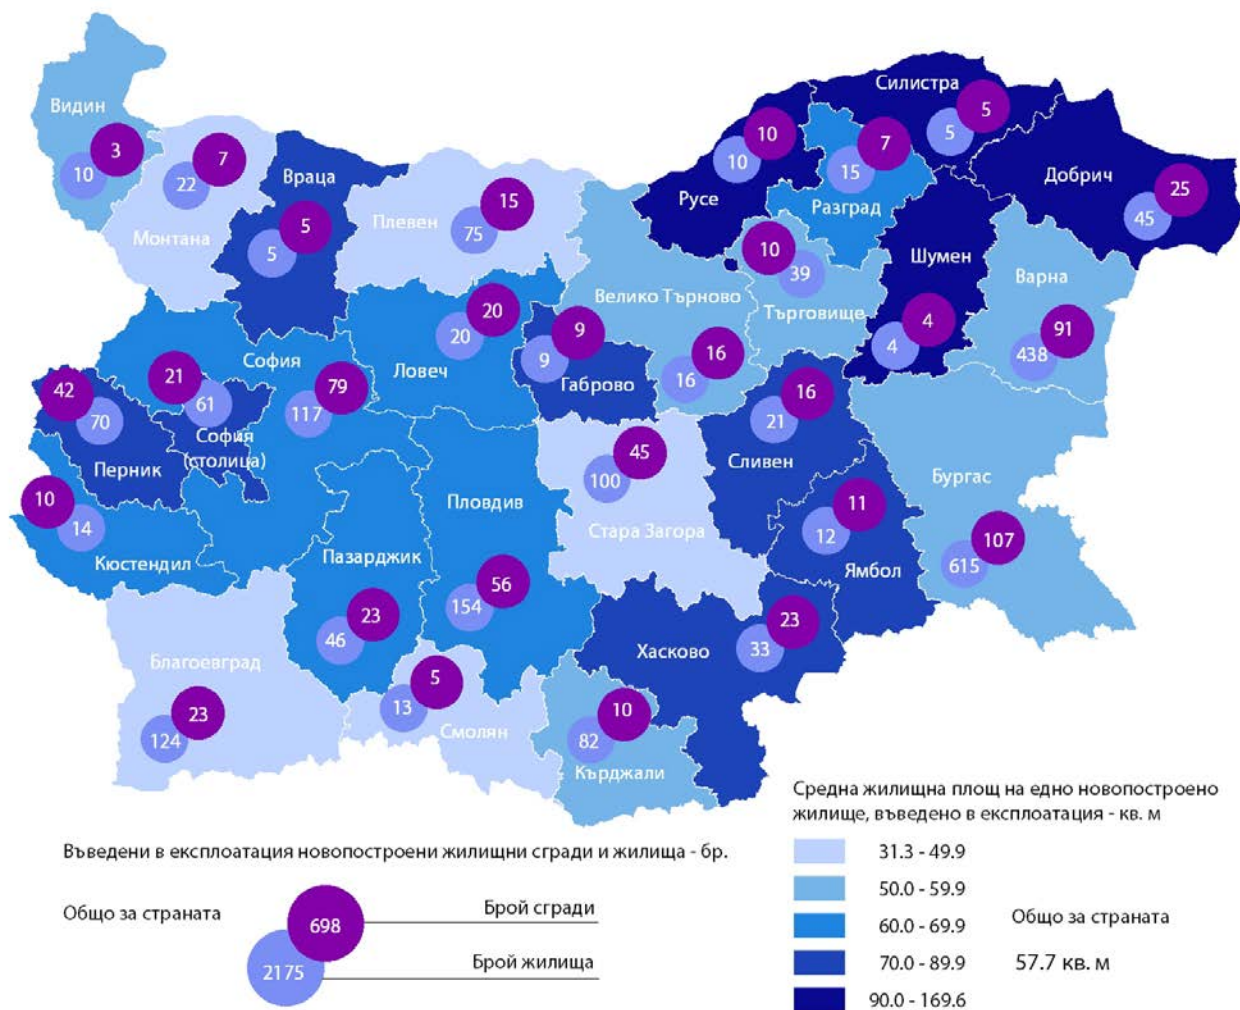 Видин
3
10
7
22
Монтана
Враца
5
5
Плевен
15
75
Силистра
5
5
10
10
Русе
7
15
Разград
Добрич
25
45
Шумен
4
4
Варна
91
438
10
39
Търговище
Велико Търново
16
16
20
20
Ловеч
9
9
Габрово
София
79
117
21
61
София
(столица)
42
70
Перник
10
14
Кюстендил
Пловдив
56
154
Пазарджик
23
46
45
100
Стара Загора
16
21
Сливен
11
12
Ямбол
Бургас
107
615
Хасково
23
33
Благоевград
23
124
5
13
Смолян
10
82
Кърджали
Въведени в експлоатация новопостроени жилищни сгради и жилища - бр.
Общо за страната
698
Брой сгради
2175
Брой жилища
Средна жилищна площ на едно новопостроено
жилище, въведено в експлоатация - кв. м
31.3 - 49.9
50.0 - 59.9
60.0 - 69.9
70.0 - 89.9
90.0 - 169.6
Общо за страната
57.7 кв. м